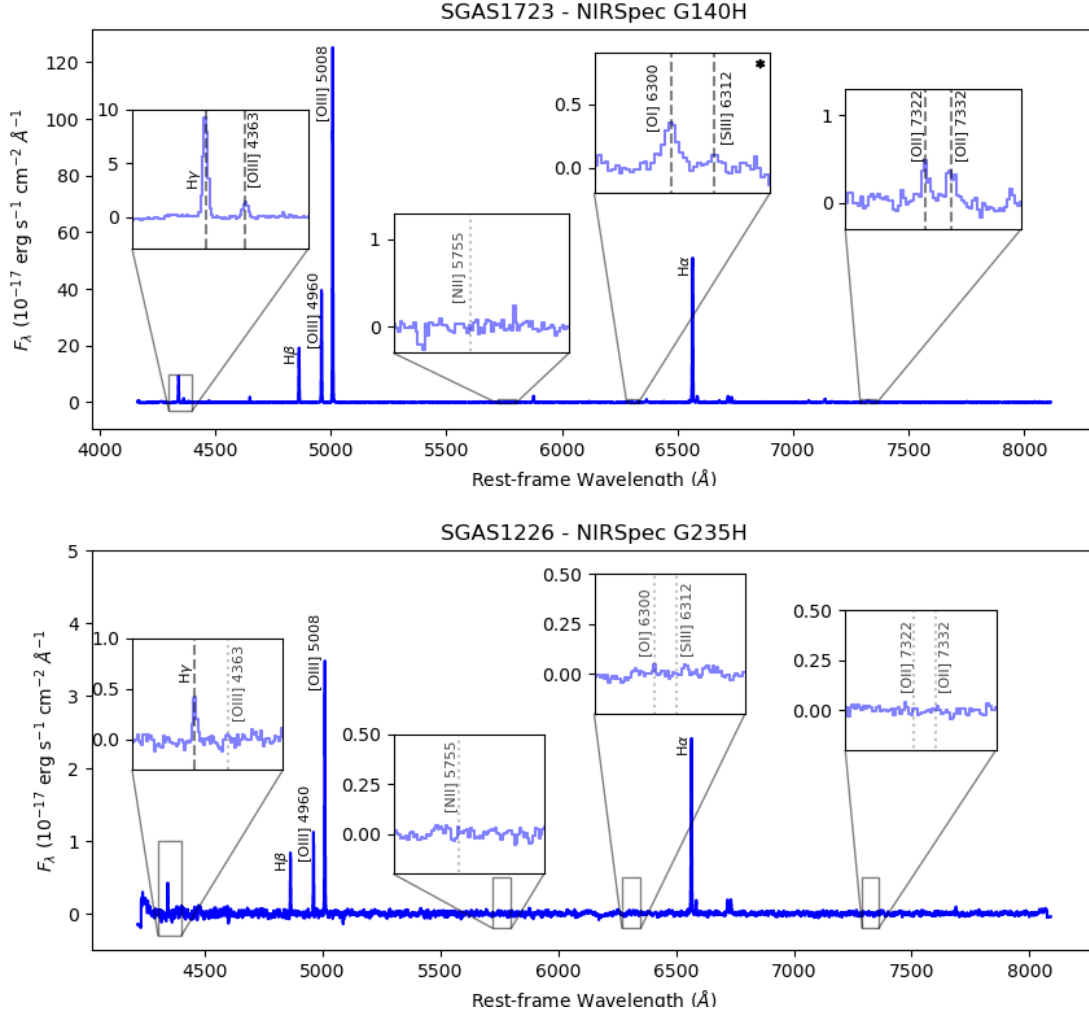 SGAS1723 - NIRSpec G140H
F_λ (10⁻¹⁷ erg s⁻¹ cm⁻² Å⁻¹)
120
100
80
60
40
20
0
10
5
0
Hγ
[OIII] 4363
Hβ
[OIII] 4960
[OIII] 5008
1
0
[NII] 5755
0.5
0.0
[OI] 6300
[SIII] 6312
*
Hα
1
0
[OII] 7322
[OII] 7332
4000 4500 5000 5500 6000 6500 7000 7500 8000
Rest-frame Wavelength (Å)
SGAS1226 - NIRSpec G235H
F_λ (10⁻¹⁷ erg s⁻¹ cm⁻² Å⁻¹)
5
4
3
2
1
0
1.0
0.5
0.0
Hγ
[OIII] 4363
Hβ
[OIII] 4960
[OIII] 5008
0.50
0.25
0.00
[NII] 5755
0.50
0.25
0.00
[OI] 6300
[SIII] 6312
Hα
0.50
0.25
0.00
[OII] 7322
[OII] 7332
4500 5000 5500 6000 6500 7000 7500 8000
Rest-frame Wavelength (Å)